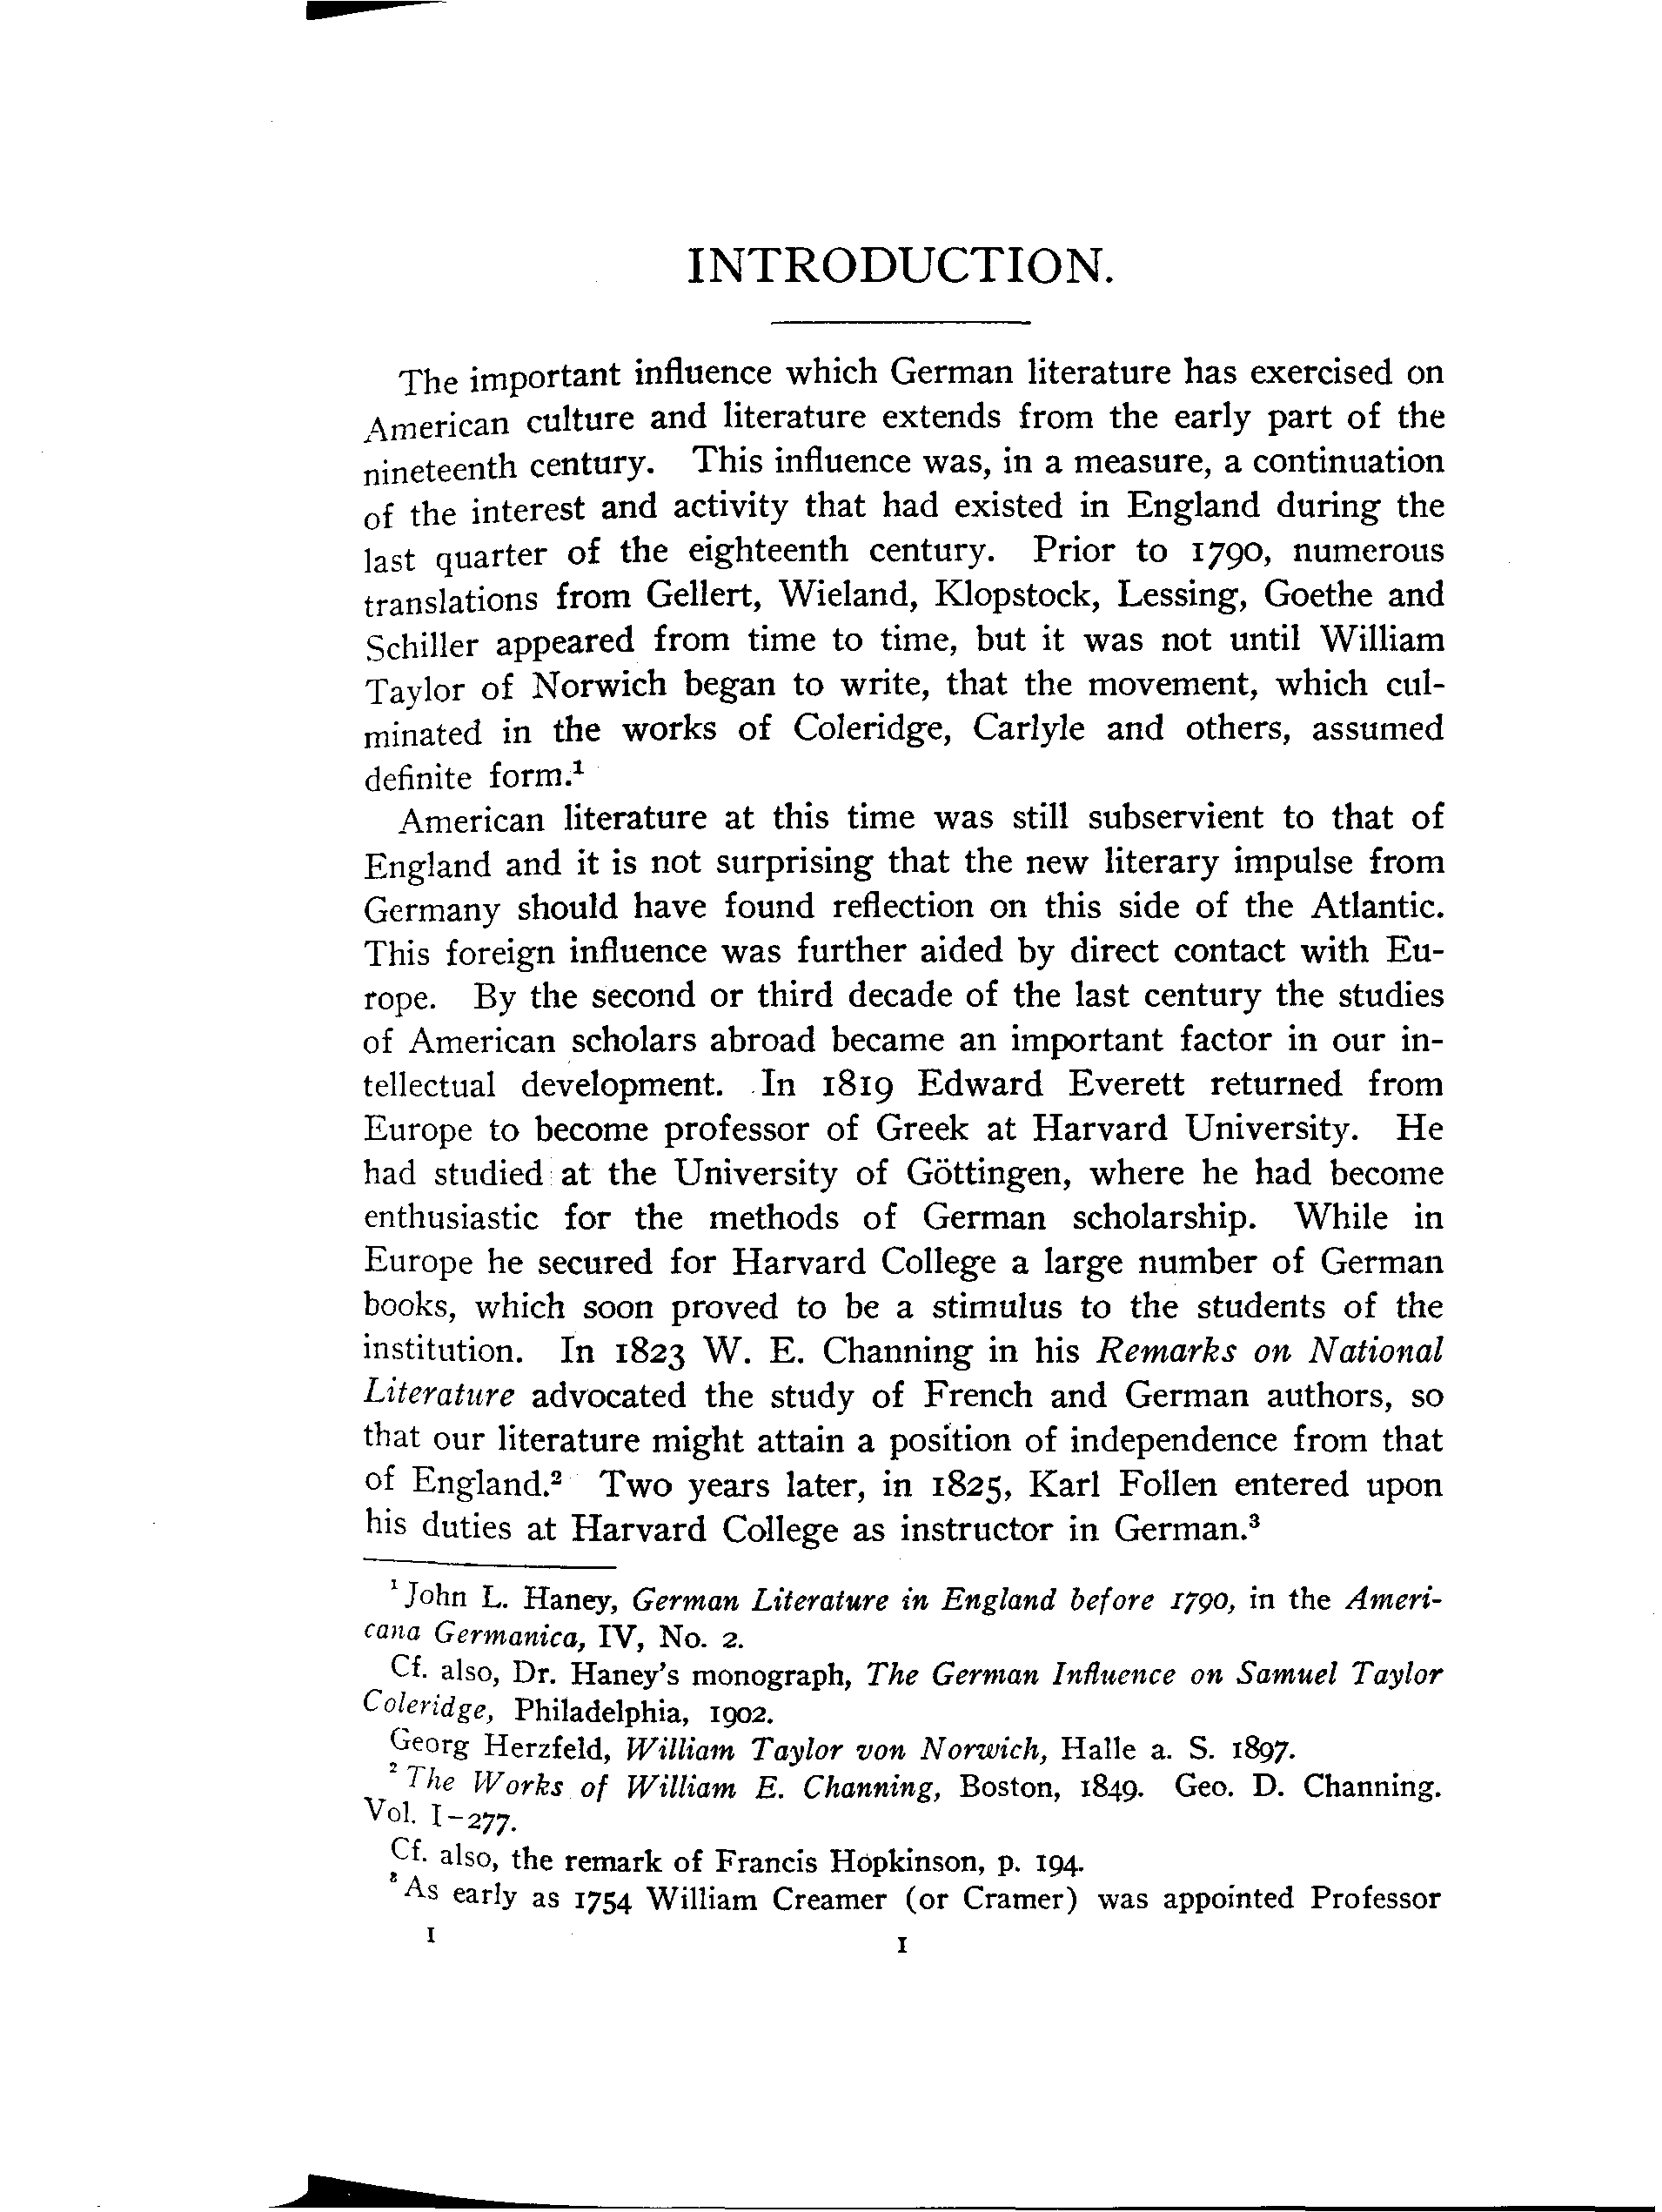 INTRODUCTION.
The important influence which German literature has exercised on
American culture and literature extends from the early part of the
nineteenth century. This influence was, in a measure, a continuation
of the interest and activity that had existed in England during the
last quarter of the eighteenth century. Prior to 1790, numerous
translations from Gellert, Wieland, Klopstock, Lessing, Goethe and
Schiller appeared from time to time, but it was not until William
Taylor of Norwich began to write, that the movement, which cul-
minated in the works of Coleridge, Carlyle and others, assumed
definite form.¹
American literature at this time was still subservient to that of
England and it is not surprising that the new literary impulse from
Germany should have found reflection on this side of the Atlantic.
This foreign influence was further aided by direct contact with Eu-
rope. By the second or third decade of the last century the studies
of American scholars abroad became an important factor in our in-
tellectual development. In 1819 Edward Everett returned from
Europe to become professor of Greek at Harvard University. He
had studied at the University of Göttingen, where he had become
enthusiastic for the methods of German scholarship. While in
Europe he secured for Harvard College a large number of German
books, which soon proved to be a stimulus to the students of the
institution. In 1823 W. E. Channing in his Remarks on National
Literature advocated the study of French and German authors, so
that our literature might attain a position of independence from that
of England.² Two years later, in 1825, Karl Follen entered upon
his duties at Harvard College as instructor in German.³
¹ John L. Haney, German Literature in England before 1790, in the Ameri-
cana Germanica, IV, No. 2.
Cf. also, Dr. Haney's monograph, The German Influence on Samuel Taylor
Coleridge, Philadelphia, 1902.
Georg Herzfeld, William Taylor von Norwich, Halle a. S. 1897.
² The Works of William E. Channing, Boston, 1849. Geo. D. Channing.
Vol. I-277.
Cf. also, the remark of Francis Hopkinson, p. 194.
³ As early as 1754 William Creamer (or Cramer) was appointed Professor
I I